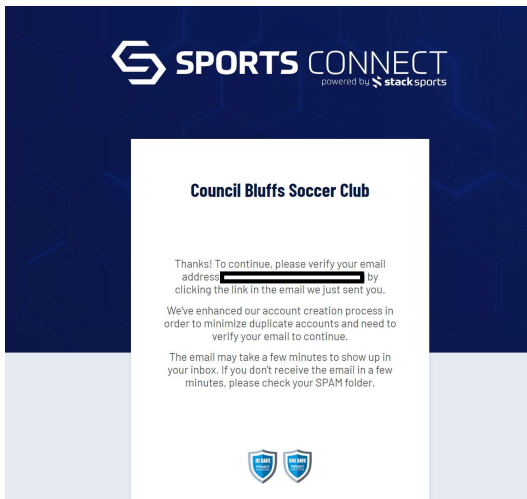 SPORTS CONNECT
powered by stack sports
Council Bluffs Soccer Club
Thanks! To continue, please verify your email
address by
clicking the link in the email we just sent you.
We've enhanced our account creation process in
order to minimize duplicate accounts and need to
verify your email to continue.
The email may take a few minutes to show up in
your inbox. If you don't receive the email in a few
minutes, please check your SPAM folder.
SAFE
PRIVACY
SAFE
PRIVACY